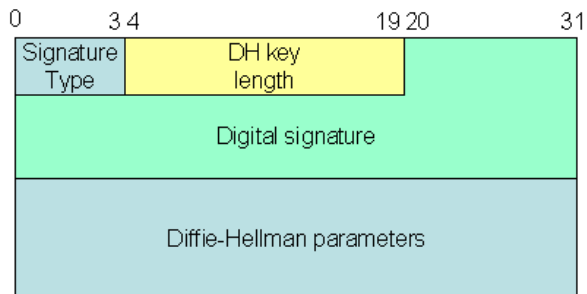 0 3 4 19 20 31
Signature
Type
DH key
length
Digital signature
Diffie-Hellman parameters